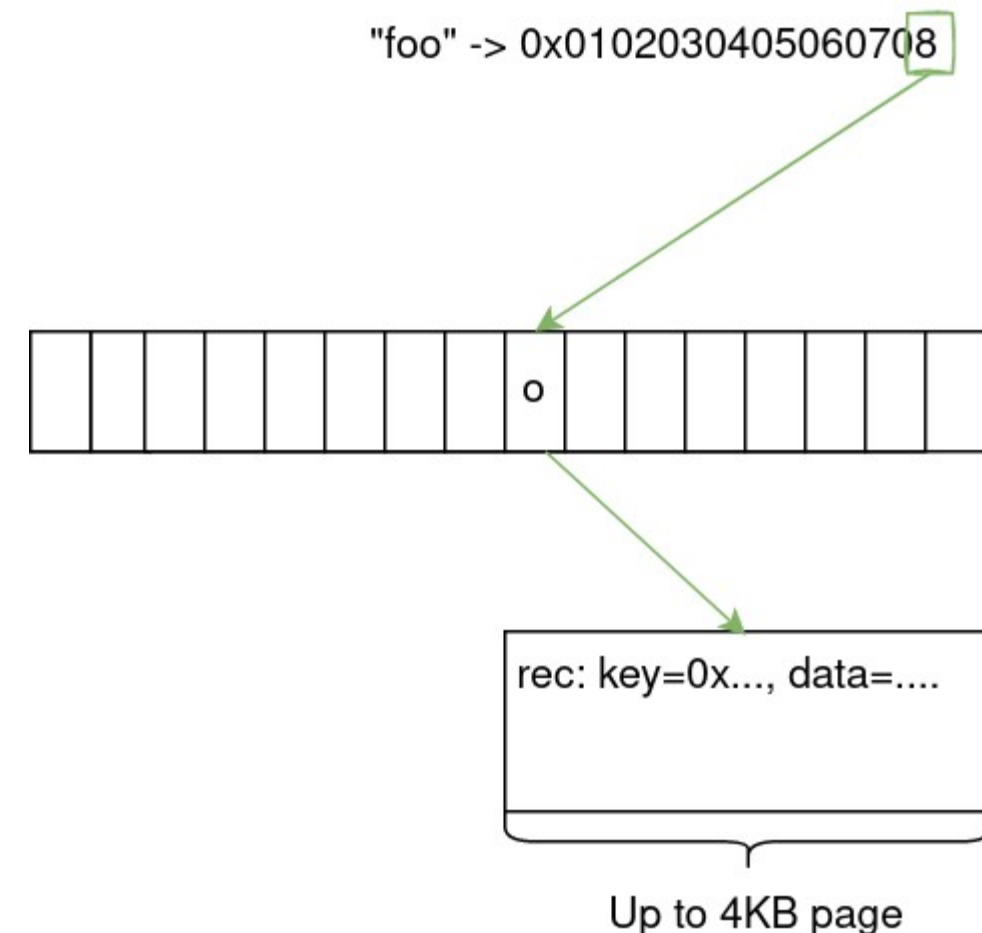 "foo" -> 0x0102030405060708
o
rec: key=0x..., data=....
Up to 4KB page